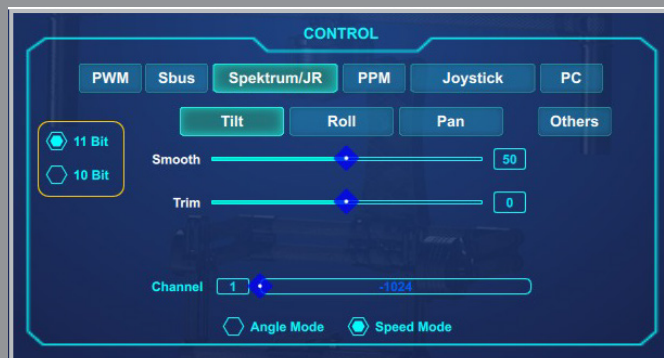 CONTROL
PWM Sbus Spektrum/JR PPM Joystick PC
Tilt Roll Pan Others
11 Bit
10 Bit
Smooth 50
Trim 0
Channel 1 -1024
Angle Mode Speed Mode